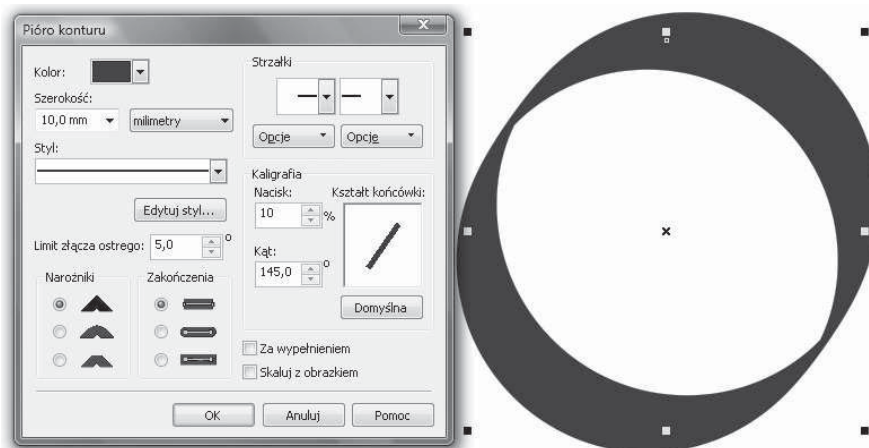 Pióro konturu
Kolor:
Szerokość:
10,0 mm milimetry
Styl:
Edytuj styl...
Limit złącza ostrego: 5,0 °
Narożniki
Zakończenia
Strzałki
Opcje Opcje
Kaligrafia
Nacisk: Kształt końcówki:
10 %
Kąt:
145,0 °
Domyślna
Za wypełnieniem
Skaluj z obrazkiem
OK Anuluj Pomoc